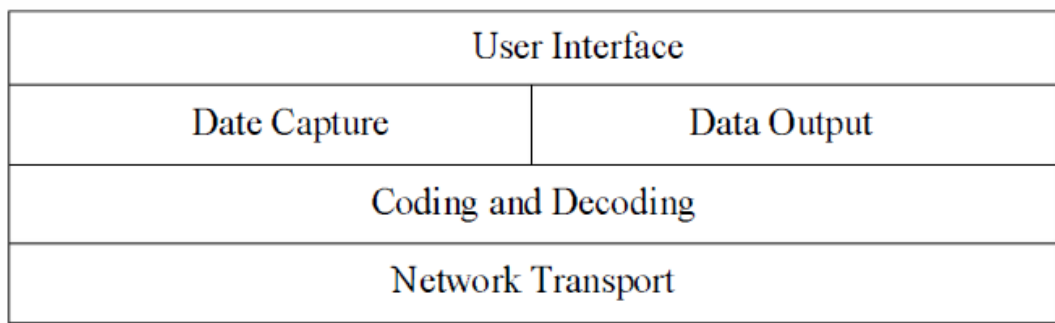 User Interface
Date Capture
Data Output
Coding and Decoding
Network Transport